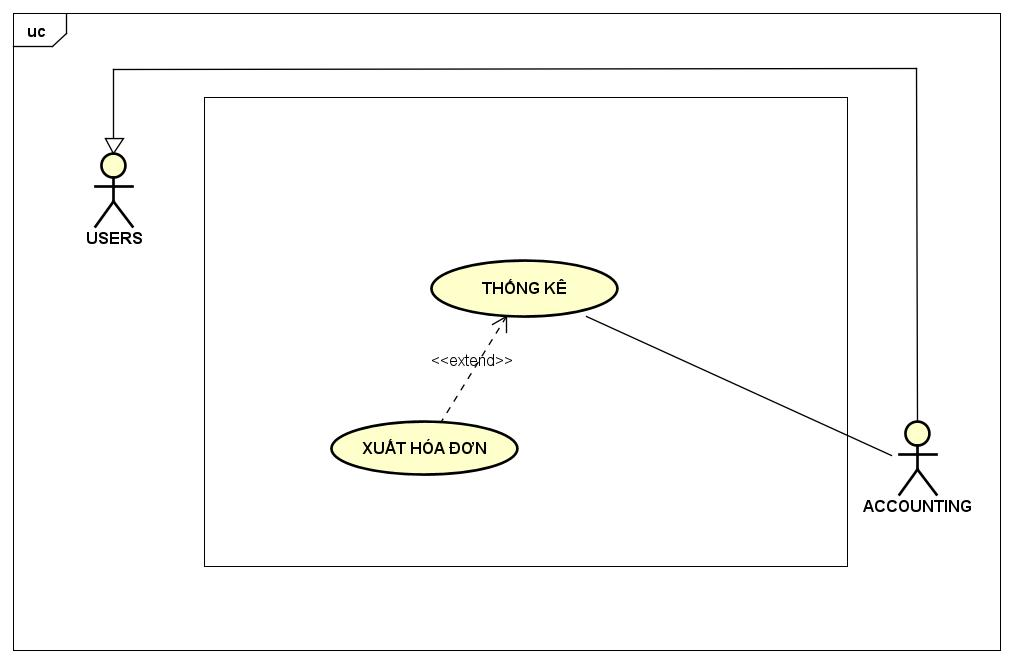 uc
USERS
THỐNG KÊ
<<extend>>
XUẤT HÓA ĐƠN
ACCOUNTING